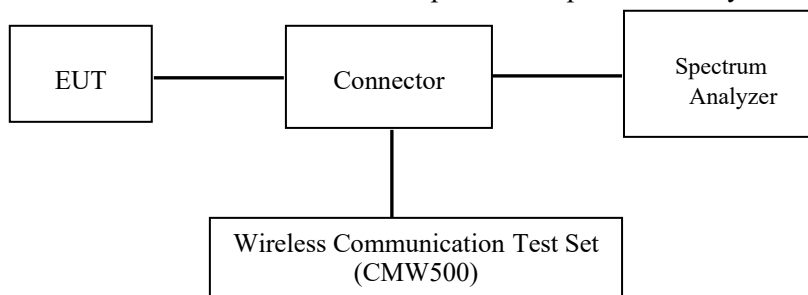 EUT
Connector
Spectrum
Analyzer
Wireless Communication Test Set
(CMW500)